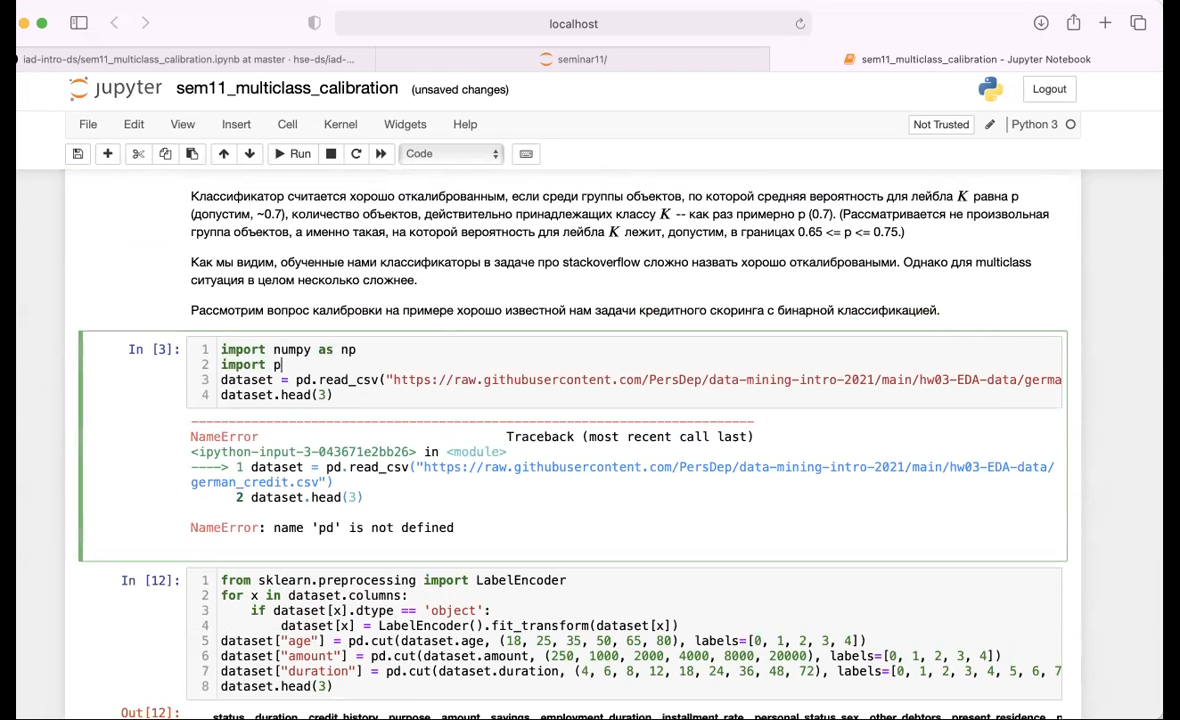 localhost
iad-intro-ds/sem11_multiclass_calibration.ipynb at master · hse-ds/iad-...
seminar11/
sem11_multiclass_calibration - Jupyter Notebook
jupyter sem11_multiclass_calibration (unsaved changes)
Logout
File Edit View Insert Cell Kernel Widgets Help
Not Trusted
Python 3
Run
Code
Классификатор считается хорошо откалиброванным, если среди группы объектов, по которой средняя вероятность для лейбла K равна p
(допустим, ~0.7), количество объектов, действительно принадлежащих классу K -- как раз примерно p (0.7). (Рассматривается не произвольная
группа объектов, а именно такая, на которой вероятность для лейбла K лежит, допустим, в границах 0.65 <= p <= 0.75.)
Как мы видим, обученные нами классификаторы в задаче про stackoverflow сложно назвать хорошо откалиброваными. Однако для multiclass
ситуация в целом несколько сложнее.
Рассмотрим вопрос калибровки на примере хорошо известной нам задачи кредитного скоринга с бинарной классификацией.
In [3]:
1 import numpy as np
2 import p
3 dataset = pd.read_csv("https://raw.githubusercontent.com/PersDep/data-mining-intro-2021/main/hw03-EDA-data/germa
4 dataset.head(3)
---------------------------------------------------------------------------
NameError Traceback (most recent call last)
<ipython-input-3-043671e2bb26> in <module>
----> 1 dataset = pd.read_csv("https://raw.githubusercontent.com/PersDep/data-mining-intro-2021/main/hw03-EDA-data/
german_credit.csv")
2 dataset.head(3)
NameError: name 'pd' is not defined
In [12]:
1 from sklearn.preprocessing import LabelEncoder
2 for x in dataset.columns:
3 if dataset[x].dtype == 'object':
4 dataset[x] = LabelEncoder().fit_transform(dataset[x])
5 dataset["age"] = pd.cut(dataset.age, (18, 25, 35, 50, 65, 80), labels=[0, 1, 2, 3, 4])
6 dataset["amount"] = pd.cut(dataset.amount, (250, 1000, 2000, 4000, 8000, 20000), labels=[0, 1, 2, 3, 4])
7 dataset["duration"] = pd.cut(dataset.duration, (4, 6, 8, 12, 18, 24, 36, 48, 72), labels=[0, 1, 2, 3, 4, 5, 6, 7
8 dataset.head(3)
Out[12]:
status duration credit_history purpose amount savings employment_duration installment_rate personal_status_sex other_debtors present_residence